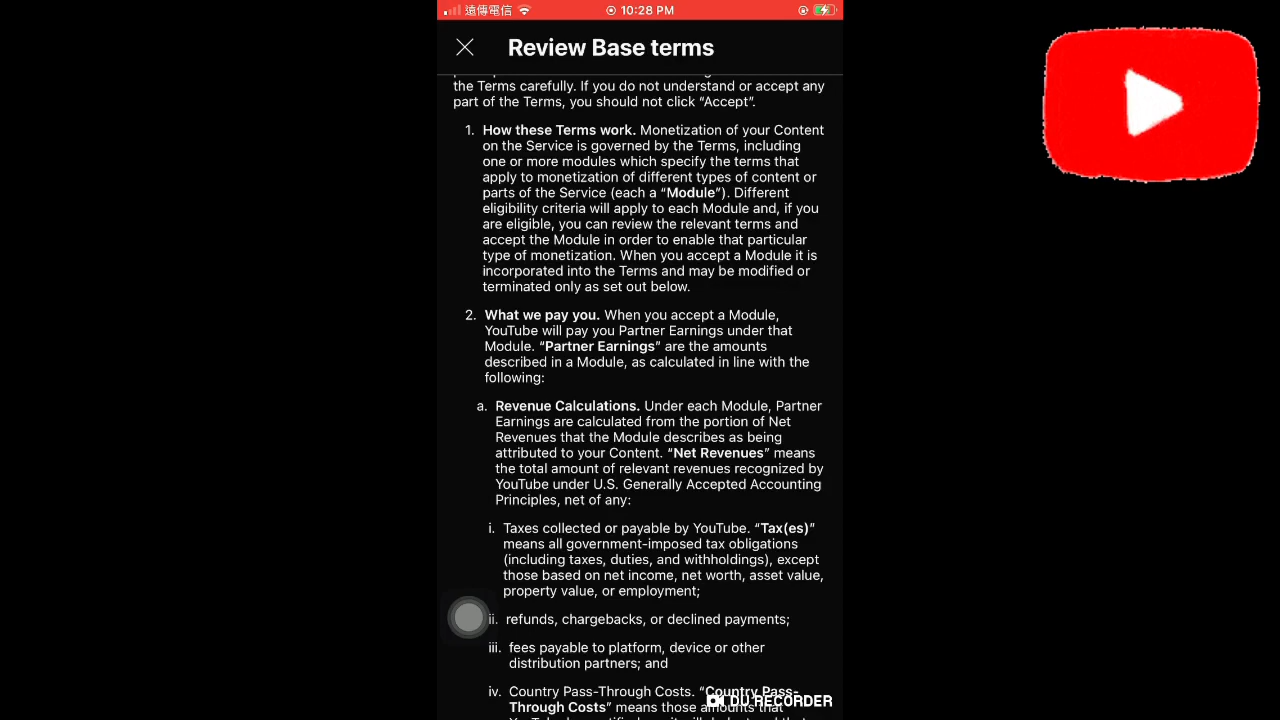 遠傳電信 10:28 PM
Review Base terms
the Terms carefully. If you do not understand or accept any
part of the Terms, you should not click “Accept”.
1. How these Terms work. Monetization of your Content
on the Service is governed by the Terms, including
one or more modules which specify the terms that
apply to monetization of different types of content or
parts of the Service (each a “Module”). Different
eligibility criteria will apply to each Module and, if you
are eligible, you can review the relevant terms and
accept the Module in order to enable that particular
type of monetization. When you accept a Module it is
incorporated into the Terms and may be modified or
terminated only as set out below.
2. What we pay you. When you accept a Module,
YouTube will pay you Partner Earnings under that
Module. “Partner Earnings” are the amounts
described in a Module, as calculated in line with the
following:
a. Revenue Calculations. Under each Module, Partner
Earnings are calculated from the portion of Net
Revenues that the Module describes as being
attributed to your Content. “Net Revenues” means
the total amount of relevant revenues recognized by
YouTube under U.S. Generally Accepted Accounting
Principles, net of any:
i. Taxes collected or payable by YouTube. “Tax(es)”
means all government-imposed tax obligations
(including taxes, duties, and withholdings), except
those based on net income, net worth, asset value,
property value, or employment;
ii. refunds, chargebacks, or declined payments;
iii. fees payable to platform, device or other
distribution partners; and
iv. Country Pass-Through Costs. “Country Pass-
Through Costs” means those amounts that
DU RECORDER